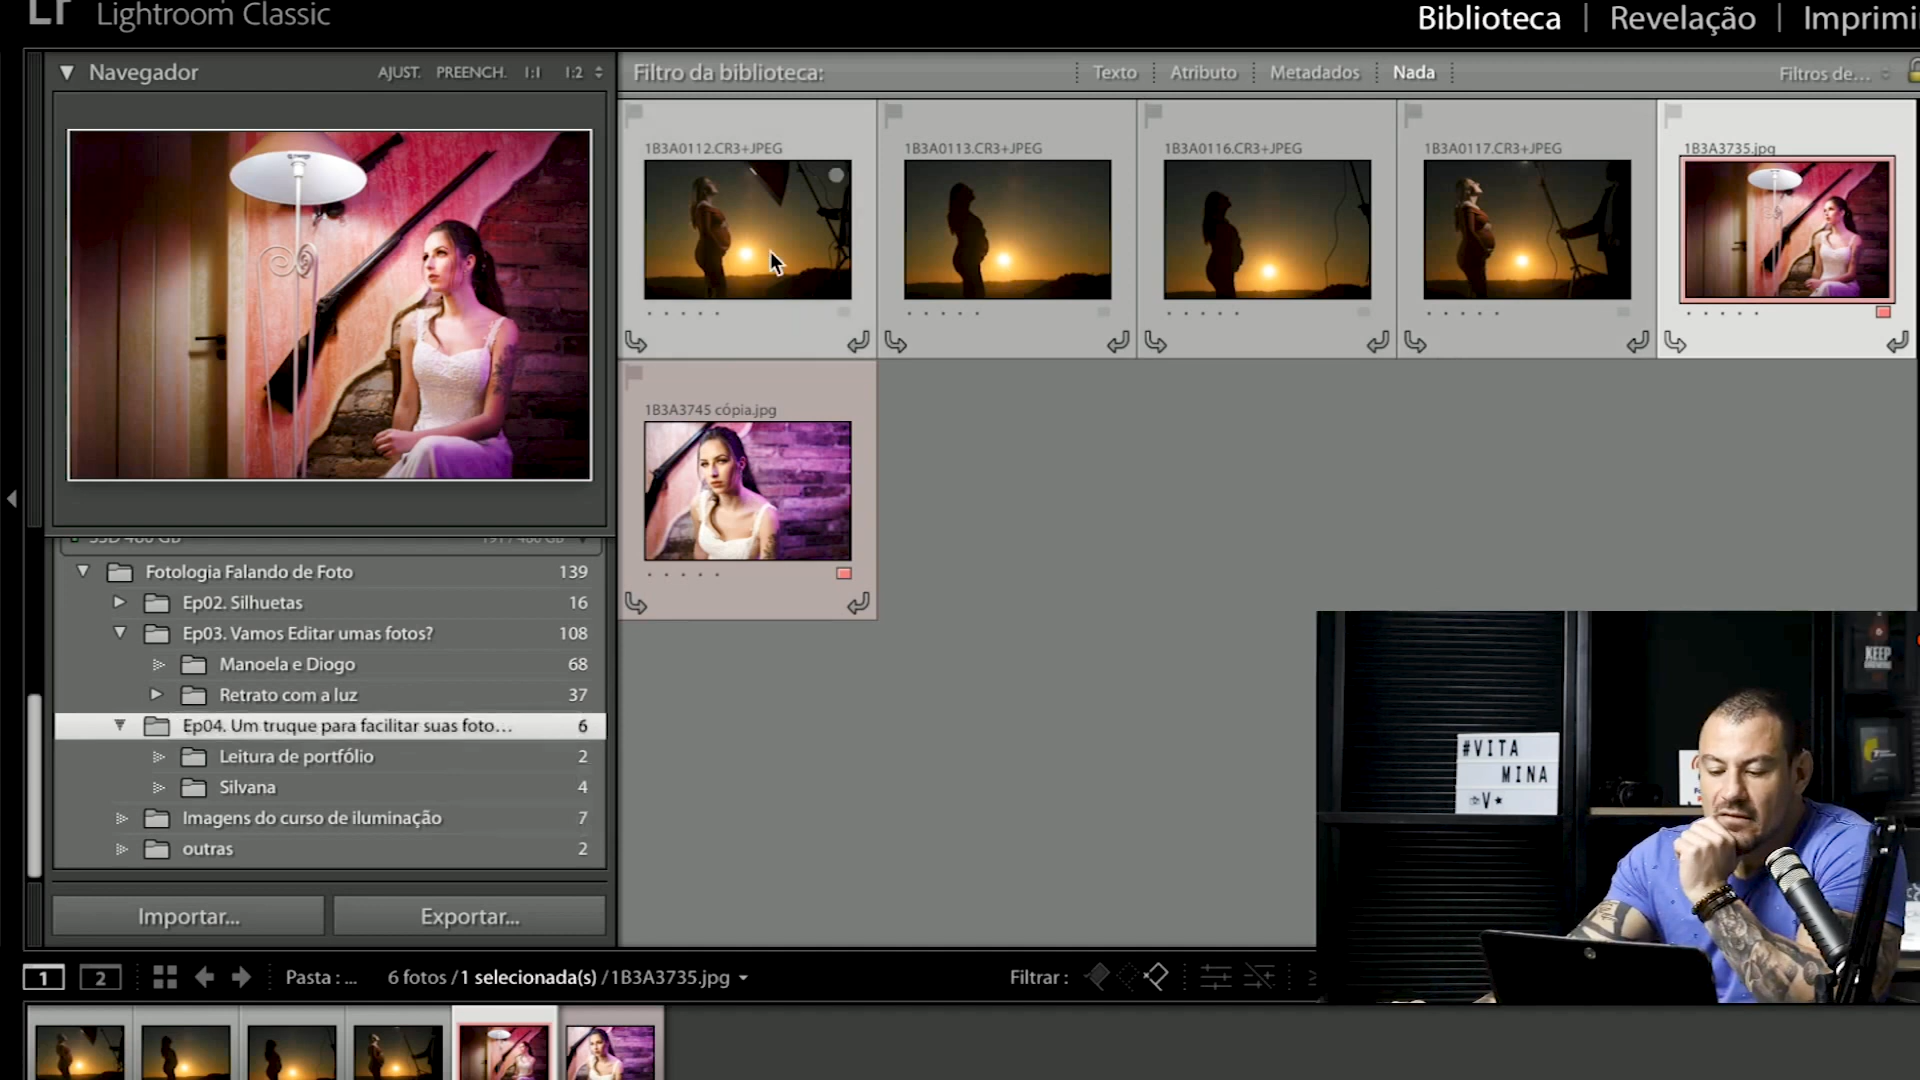 Lr Lightroom Classic
Biblioteca | Revelação | Imprimi
Navegador AJUST. PREENCH. 1:1 1:2
Filtro da biblioteca: Texto Atributo Metadados Nada Filtros de...
1B3A0112.CR3+JPEG
1B3A0113.CR3+JPEG
1B3A0116.CR3+JPEG
1B3A0117.CR3+JPEG
1B3A3735.jpg
1B3A3745 cópia.jpg
Fotologia Falando de Foto 139
Ep02. Silhuetas 16
Ep03. Vamos Editar umas fotos? 108
Manoela e Diogo 68
Retrato com a luz 37
Ep04. Um truque para facilitar suas foto... 6
Leitura de portfólio 2
Silvana 4
Imagens do curso de iluminação 7
outras 2
Importar... Exportar...
#VITA
MINA
V
KEEP
1 2 Pasta : ... 6 fotos / 1 selecionada(s) / 1B3A3735.jpg Filtrar :